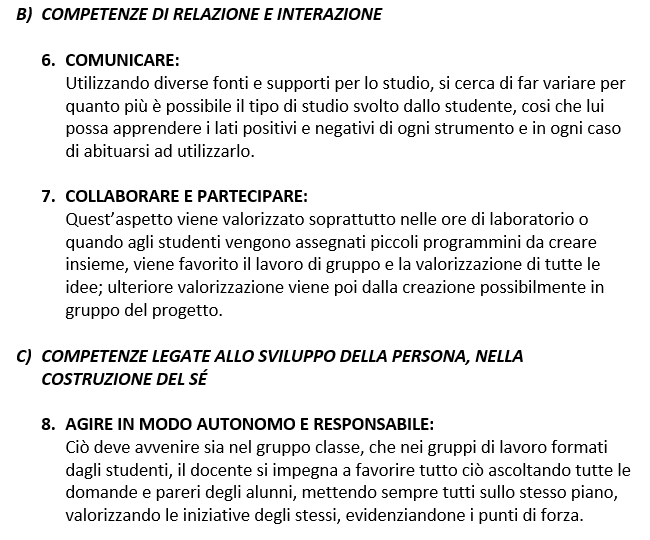 B) COMPETENZE DI RELAZIONE E INTERAZIONE
6. COMUNICARE:
Utilizzando diverse fonti e supporti per lo studio, si cerca di far variare per
quanto più è possibile il tipo di studio svolto dallo studente, cosi che lui
possa apprendere i lati positivi e negativi di ogni strumento e in ogni caso
di abituarsi ad utilizzarlo.
7. COLLABORARE E PARTECIPARE:
Quest’aspetto viene valorizzato soprattutto nelle ore di laboratorio o
quando agli studenti vengono assegnati piccoli programmini da creare
insieme, viene favorito il lavoro di gruppo e la valorizzazione di tutte le
idee; ulteriore valorizzazione viene poi dalla creazione possibilmente in
gruppo del progetto.
C) COMPETENZE LEGATE ALLO SVILUPPO DELLA PERSONA, NELLA
COSTRUZIONE DEL SÉ
8. AGIRE IN MODO AUTONOMO E RESPONSABILE:
Ciò deve avvenire sia nel gruppo classe, che nei gruppi di lavoro formati
dagli studenti, il docente si impegna a favorire tutto ciò ascoltando tutte le
domande e pareri degli alunni, mettendo sempre tutti sullo stesso piano,
valorizzando le iniziative degli stessi, evidenziandone i punti di forza.